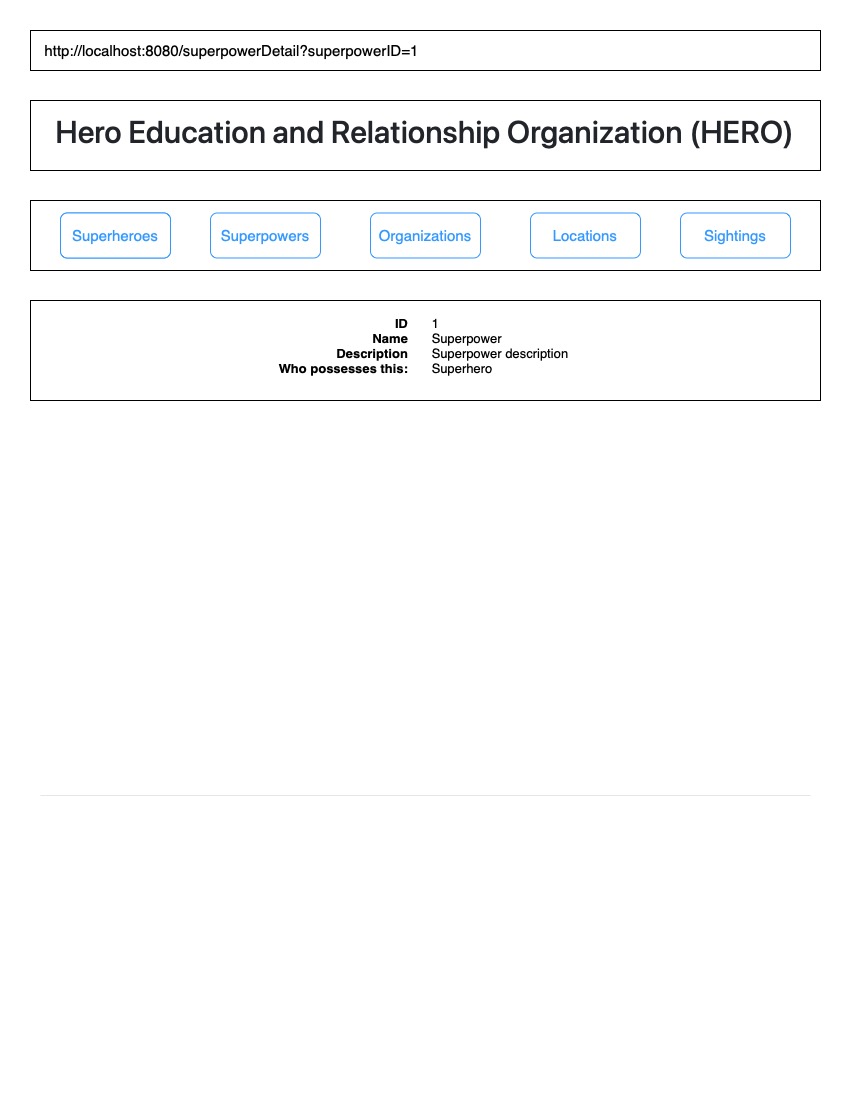 http://localhost:8080/superpowerDetail?superpowerID=1
Hero Education and Relationship Organization (HERO)
Superheroes Superpowers Organizations Locations Sightings
ID 1
Name Superpower
Description Superpower description
Who possesses this: Superhero